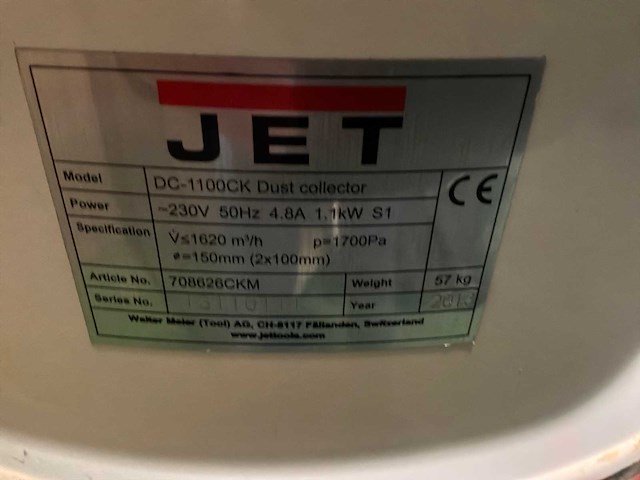 JET
Model DC-1100CK Dust collector
CE
Power ~230V 50Hz 4.8A 1.1kW S1
Specification V̇≤1620 m³/h p=1700Pa
ø=150mm (2x100mm)
Article No. 708626CKM Weight 57 kg
Series No. Year 2013
Walter Meier (Tool) AG, CH-8117 Fällanden, Switzerland
www.jettools.com